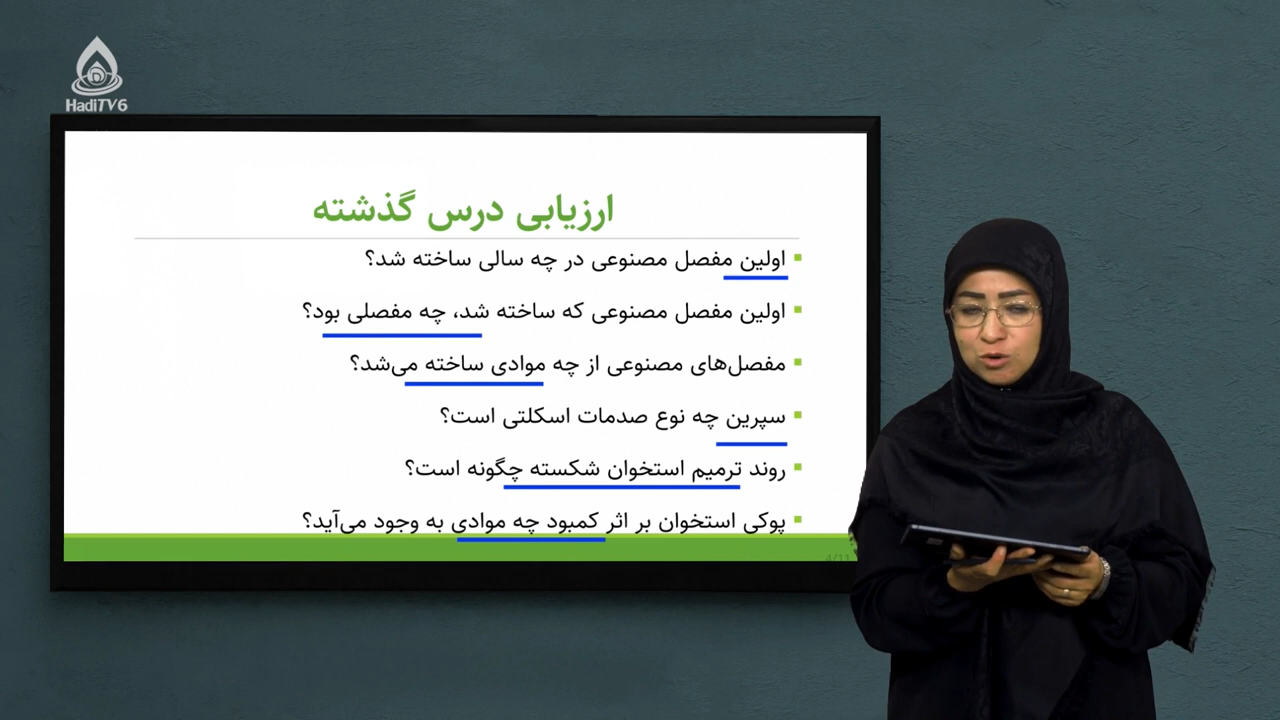 HadiTV6
ارزیابی درس گذشته
اولین مفصل مصنوعی در چه سالی ساخته شد؟
اولین مفصل مصنوعی که ساخته شد، چه مفصلی بود؟
مفصل‌های مصنوعی از چه موادی ساخته می‌شد؟
سپرین چه نوع صدمات اسکلتی است؟
روند ترمیم استخوان شکسته چگونه است؟
پوکی استخوان بر اثر کمبود چه موادی به وجود می‌آید؟
4/11